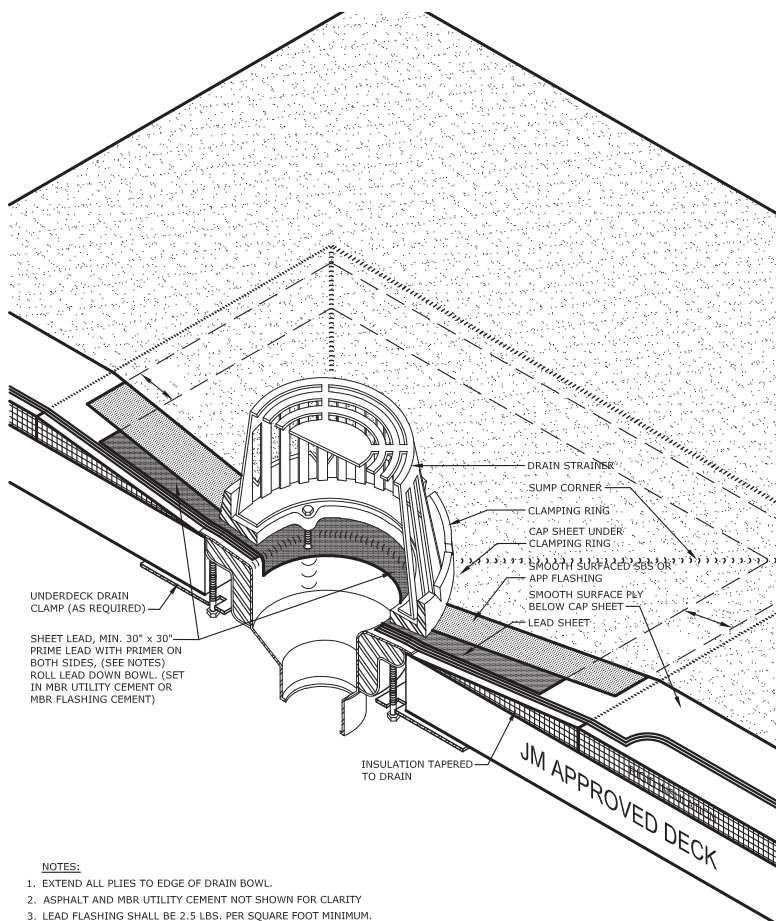 DRAIN STRAINER
SUMP CORNER
CLAMPING RING
CAP SHEET UNDER
CLAMPING RING
SMOOTH SURFACED SBS OR
APP FLASHING
SMOOTH SURFACE PLY
BELOW CAP SHEET
LEAD SHEET
UNDERDECK DRAIN
CLAMP (AS REQUIRED)
SHEET LEAD, MIN. 30" x 30"
PRIME LEAD WITH PRIMER ON
BOTH SIDES, (SEE NOTES)
ROLL LEAD DOWN BOWL. (SET
IN MBR UTILITY CEMENT OR
MBR FLASHING CEMENT)
INSULATION TAPERED
TO DRAIN
JM APPROVED DECK
NOTES:
1. EXTEND ALL PLIES TO EDGE OF DRAIN BOWL.
2. ASPHALT AND MBR UTILITY CEMENT NOT SHOWN FOR CLARITY
3. LEAD FLASHING SHALL BE 2.5 LBS. PER SQUARE FOOT MINIMUM.